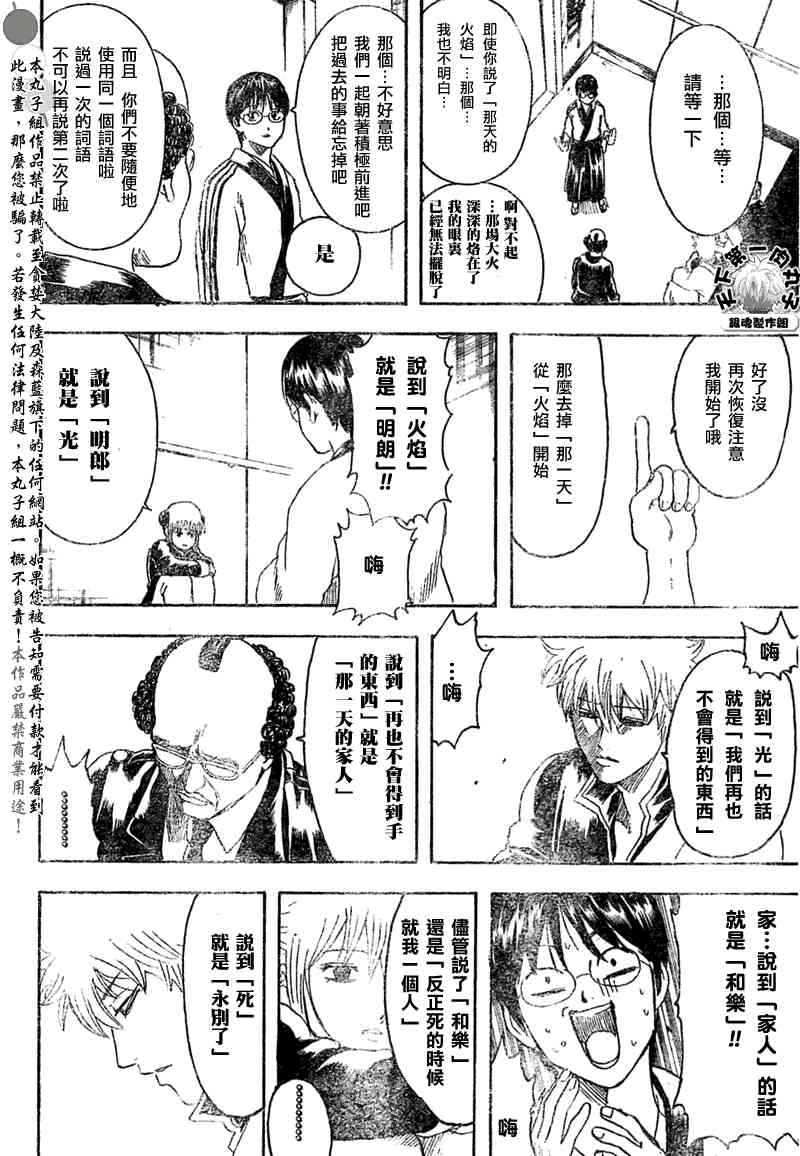 …那個…等…
請等一下
即使你說了「那天的
火焰」…那個…
我也不明白…
啊對不起
…那場大火
深深的烙在了
我的眼裏
已經無法擺脫了
那個…不好意思
我們一起朝著積極前進吧
把過去的事給忘掉吧
是
而且 你們不要隨便地
使用同一個詞語啦
說過一次的詞語
不可以再說第二次了啦
天下第一百丸子
銀魂製作組
好了沒
再次恢復注意
我開始了哦
那麼去掉「那一天」
從「火焰」開始
說到「火焰」
就是「明朗」!!
嗨
說到「明郎」
就是「光」
嗨
說到「光」的話
就是「我們再也
不會得到的東西」
…嗨
說到「再也不會得到手
的東西」就是
「那一天的家人」
………
家…說到「家人」的話
就是「和樂」!!
嗨
儘管說了「和樂」
還是「反正死的時候
就我一個人」
………
說到「死」
就是「永別了」
本丸子組作品禁止轉載至貪婪大陸及森藍旗下的任何網站。如果您被告知需要付款才能看到
此漫畫，那麼您被騙了。若發生任何法律問題，本丸子組一概不負責！本作品嚴禁商業用途！